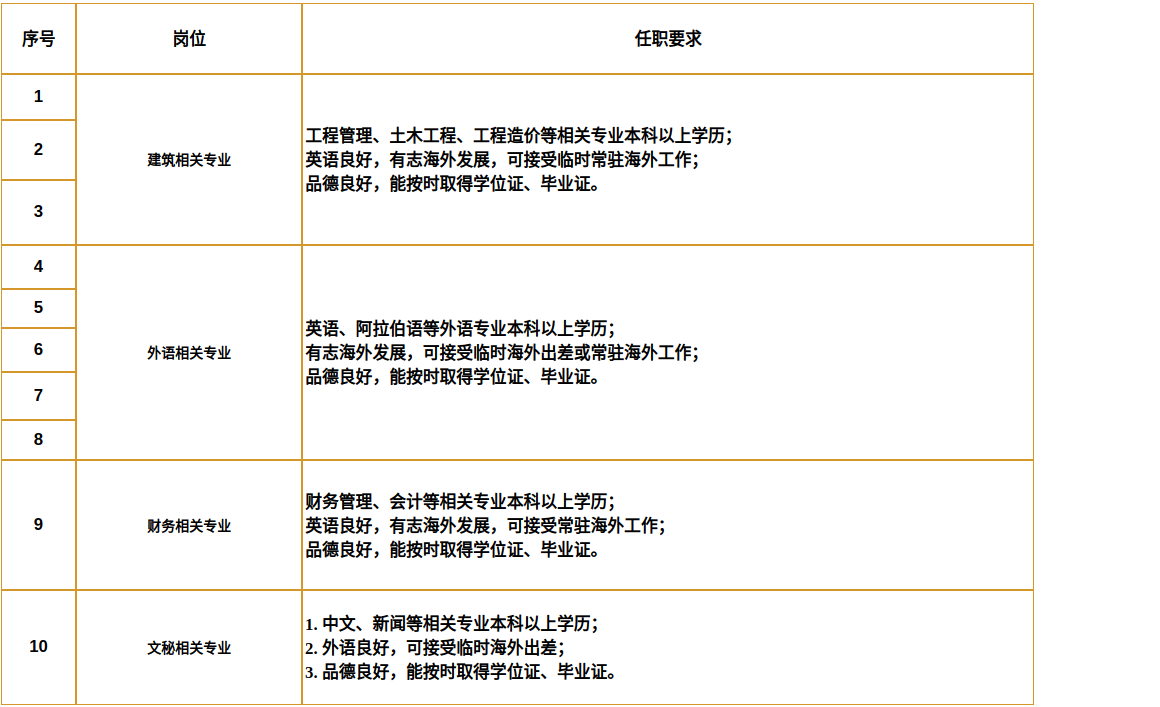 序号 岗位 任职要求
1
2
3
建筑相关专业
工程管理、土木工程、工程造价等相关专业本科以上学历；
英语良好，有志海外发展，可接受临时常驻海外工作；
品德良好，能按时取得学位证、毕业证。
4
5
6
7
8
外语相关专业
英语、阿拉伯语等外语专业本科以上学历；
有志海外发展，可接受临时海外出差或常驻海外工作；
品德良好，能按时取得学位证、毕业证。
9
财务相关专业
财务管理、会计等相关专业本科以上学历；
英语良好，有志海外发展，可接受常驻海外工作；
品德良好，能按时取得学位证、毕业证。
10
文秘相关专业
1. 中文、新闻等相关专业本科以上学历；
2. 外语良好，可接受临时海外出差；
3. 品德良好，能按时取得学位证、毕业证。